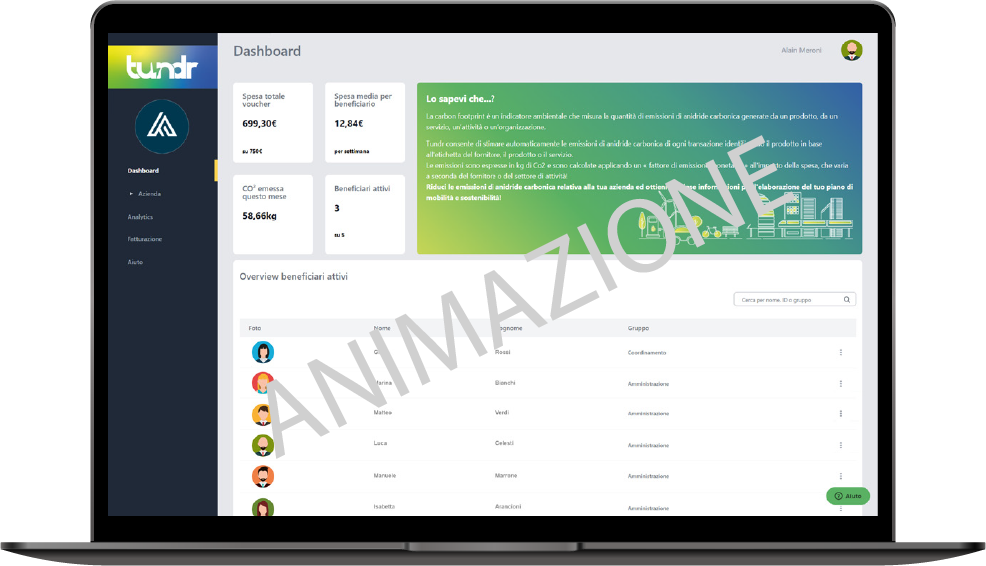 tundr
Dashboard
Azienda
Analytics
Fatturazione
Aiuto
Dashboard
Alain Mareni
Spesa totale
voucher
699,30€
su 750€
Spesa media per
beneficiario
12,84€
per settimana
CO² emessa
questo mese
58,66kg
Beneficiari attivi
3
su 5
Lo sapevi che...?
La carbon footprint è un indicatore ambientale che misura la quantità di emissioni di anidride carbonica generate da un prodotto, da un
servizio, un'attività o un'organizzazione.
Tundr consente di stimare automaticamente le emissioni di anidride carbonica di ogni transazione il prodotto in base
all'etichetta del fornitore, il prodotto o il servizio.
Le emissioni sono espresse in kg di Co2 e sono calcolate applicando un « fattore di emissione all'importo della spesa, che varia
a seconda del fornitore o del settore di attività!
Riduci le emissioni di anidride carbonica relativa alla tua azienda ed ottieni informazioni per l'elaborazione del tuo piano di
mobilità e sostenibilità!
ANIMAZIONE
Overview beneficiari attivi
Cerca per nome, ID o gruppo
Foto Nome Gruppo
Rossi Coordinamento
Marina Bianchi Amministrazione
Matteo Verdi Amministrazione
Luca Celesti Amministrazione
Manuele Marrone Amministrazione
Isabella Arancioni Amministrazione
Aiuto